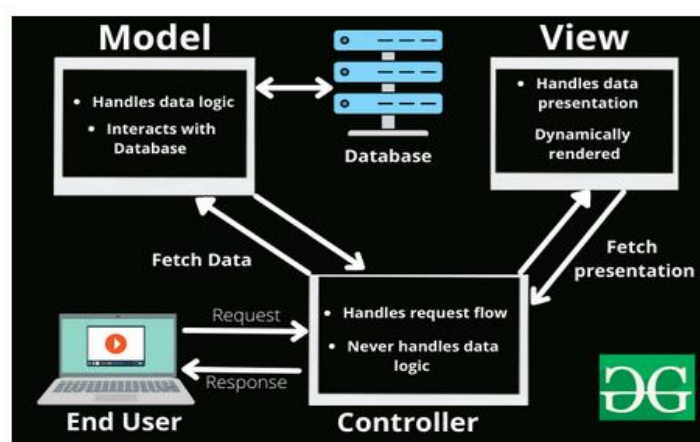 Model
View
• Handles data logic
• Interacts with
Database
Database
• Handles data
presentation
Dynamically
rendered
Fetch Data
Fetch
presentation
Request
Response
• Handles request flow
• Never handles data
logic
End User
Controller
GG